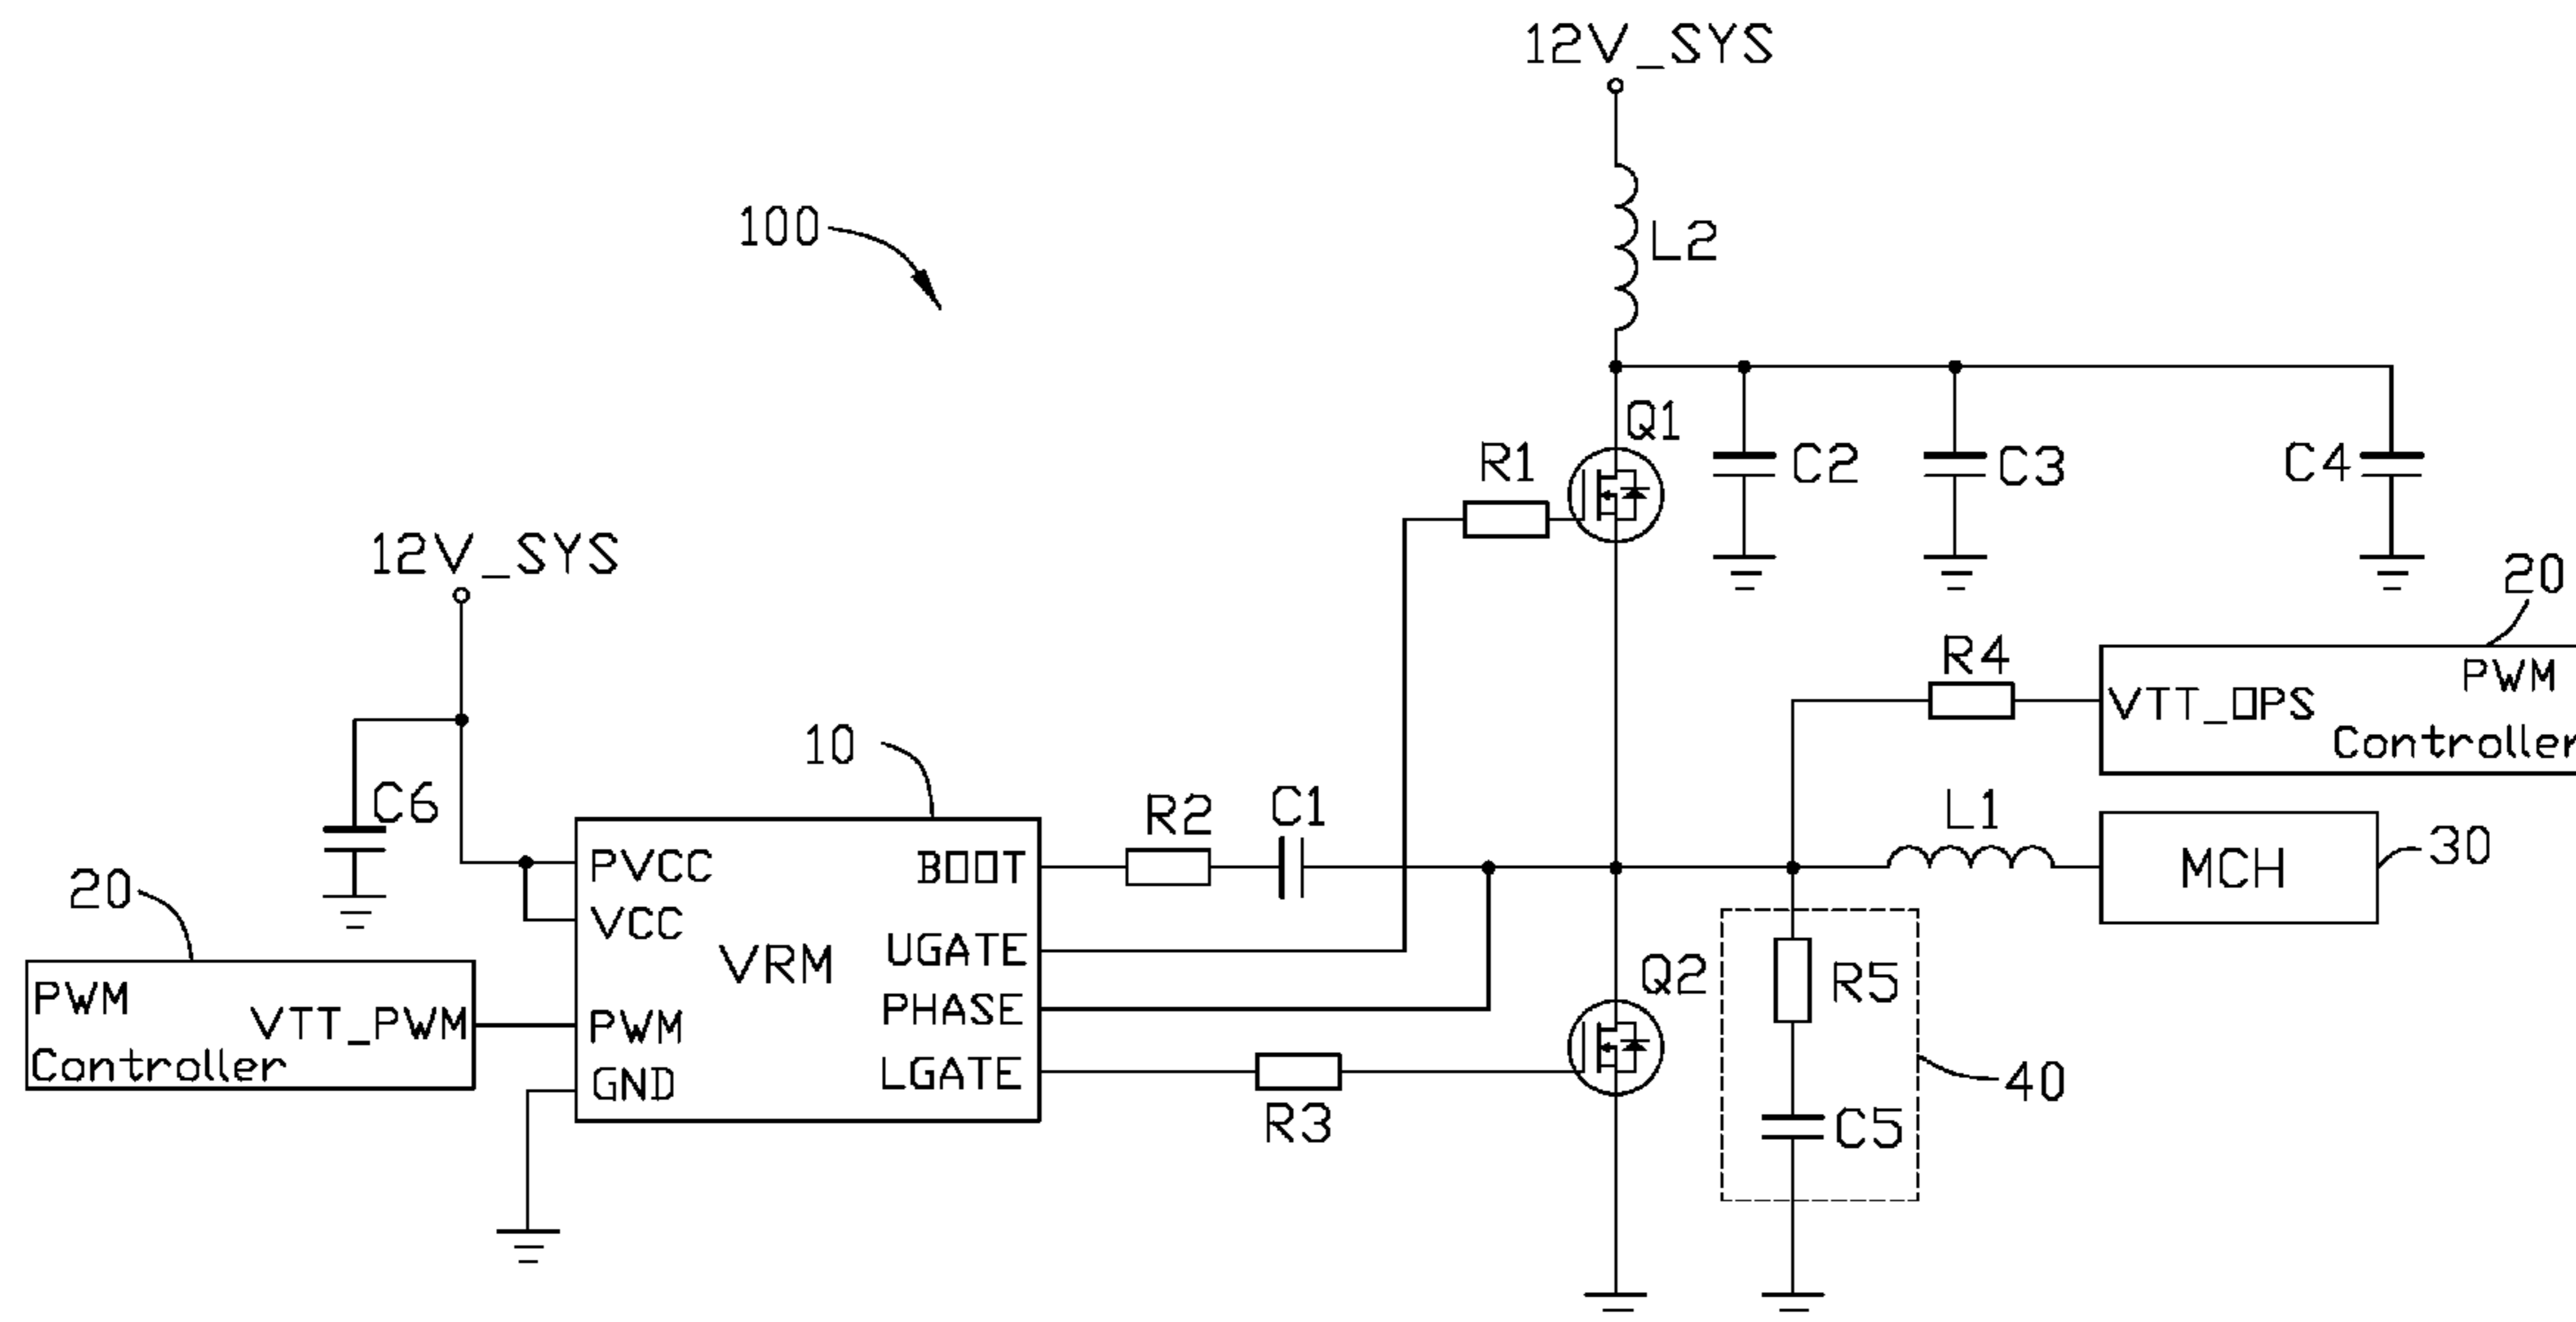 12V_SYS
100
L2
Q1
R1
C2
C3
C4
12V_SYS
20
R4
PWM
VTT_OPS
Controller
10
C6
R2
C1
L1
MCH
30
20
PVCC
BOOT
VCC
VRM
UGATE
Q2
R5
PWM
VTT_PWM
Controller
PWM
PHASE
GND
LGATE
R3
40
C5